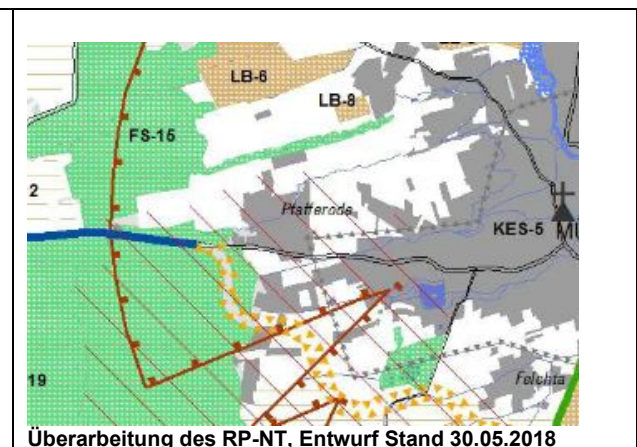 LB-6
LB-8
FS-15
2
Pfafferode
KES-5
MÜ
19
Felchta
Überarbeitung des RP-NT, Entwurf Stand 30.05.2018